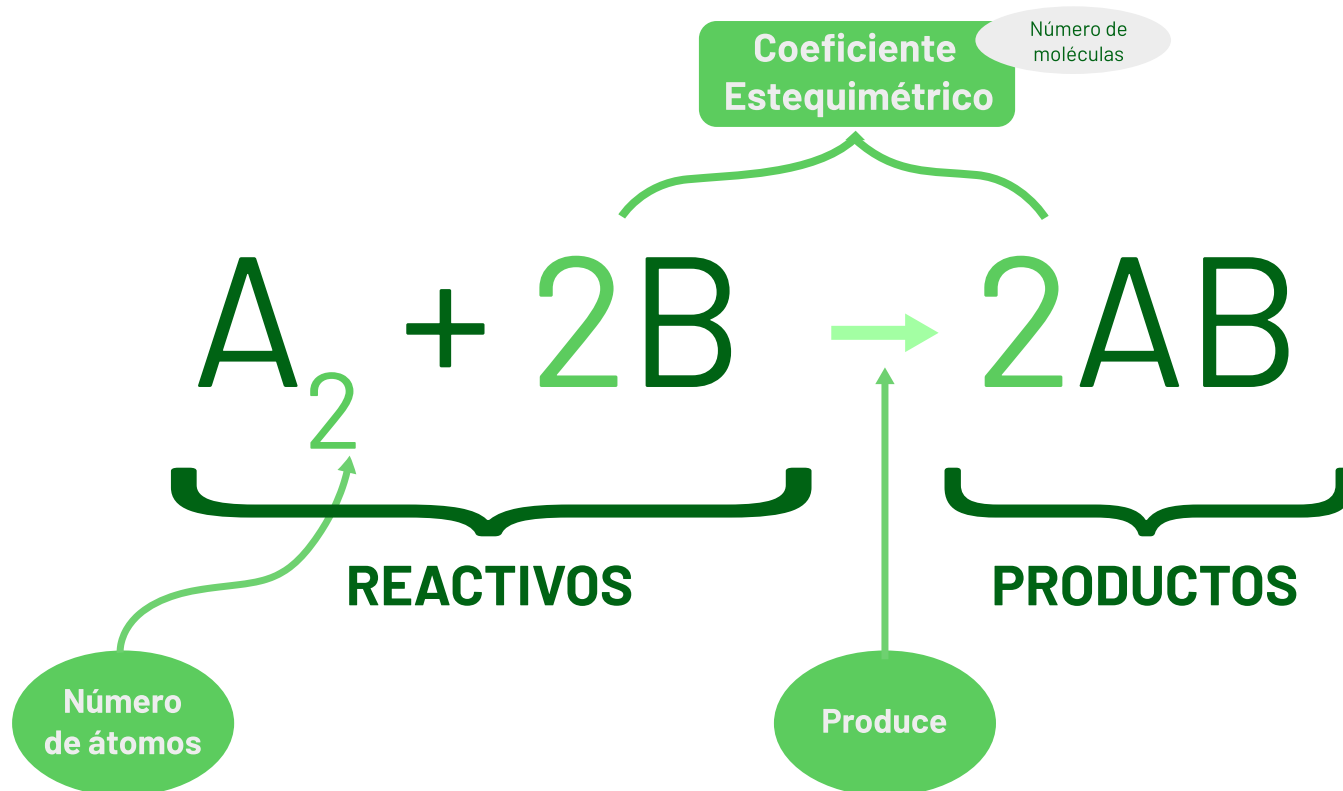 Coeficiente
Estequimétrico
Número de
moléculas
A₂ + 2B → 2AB
REACTIVOS
PRODUCTOS
Número
de átomos
Produce